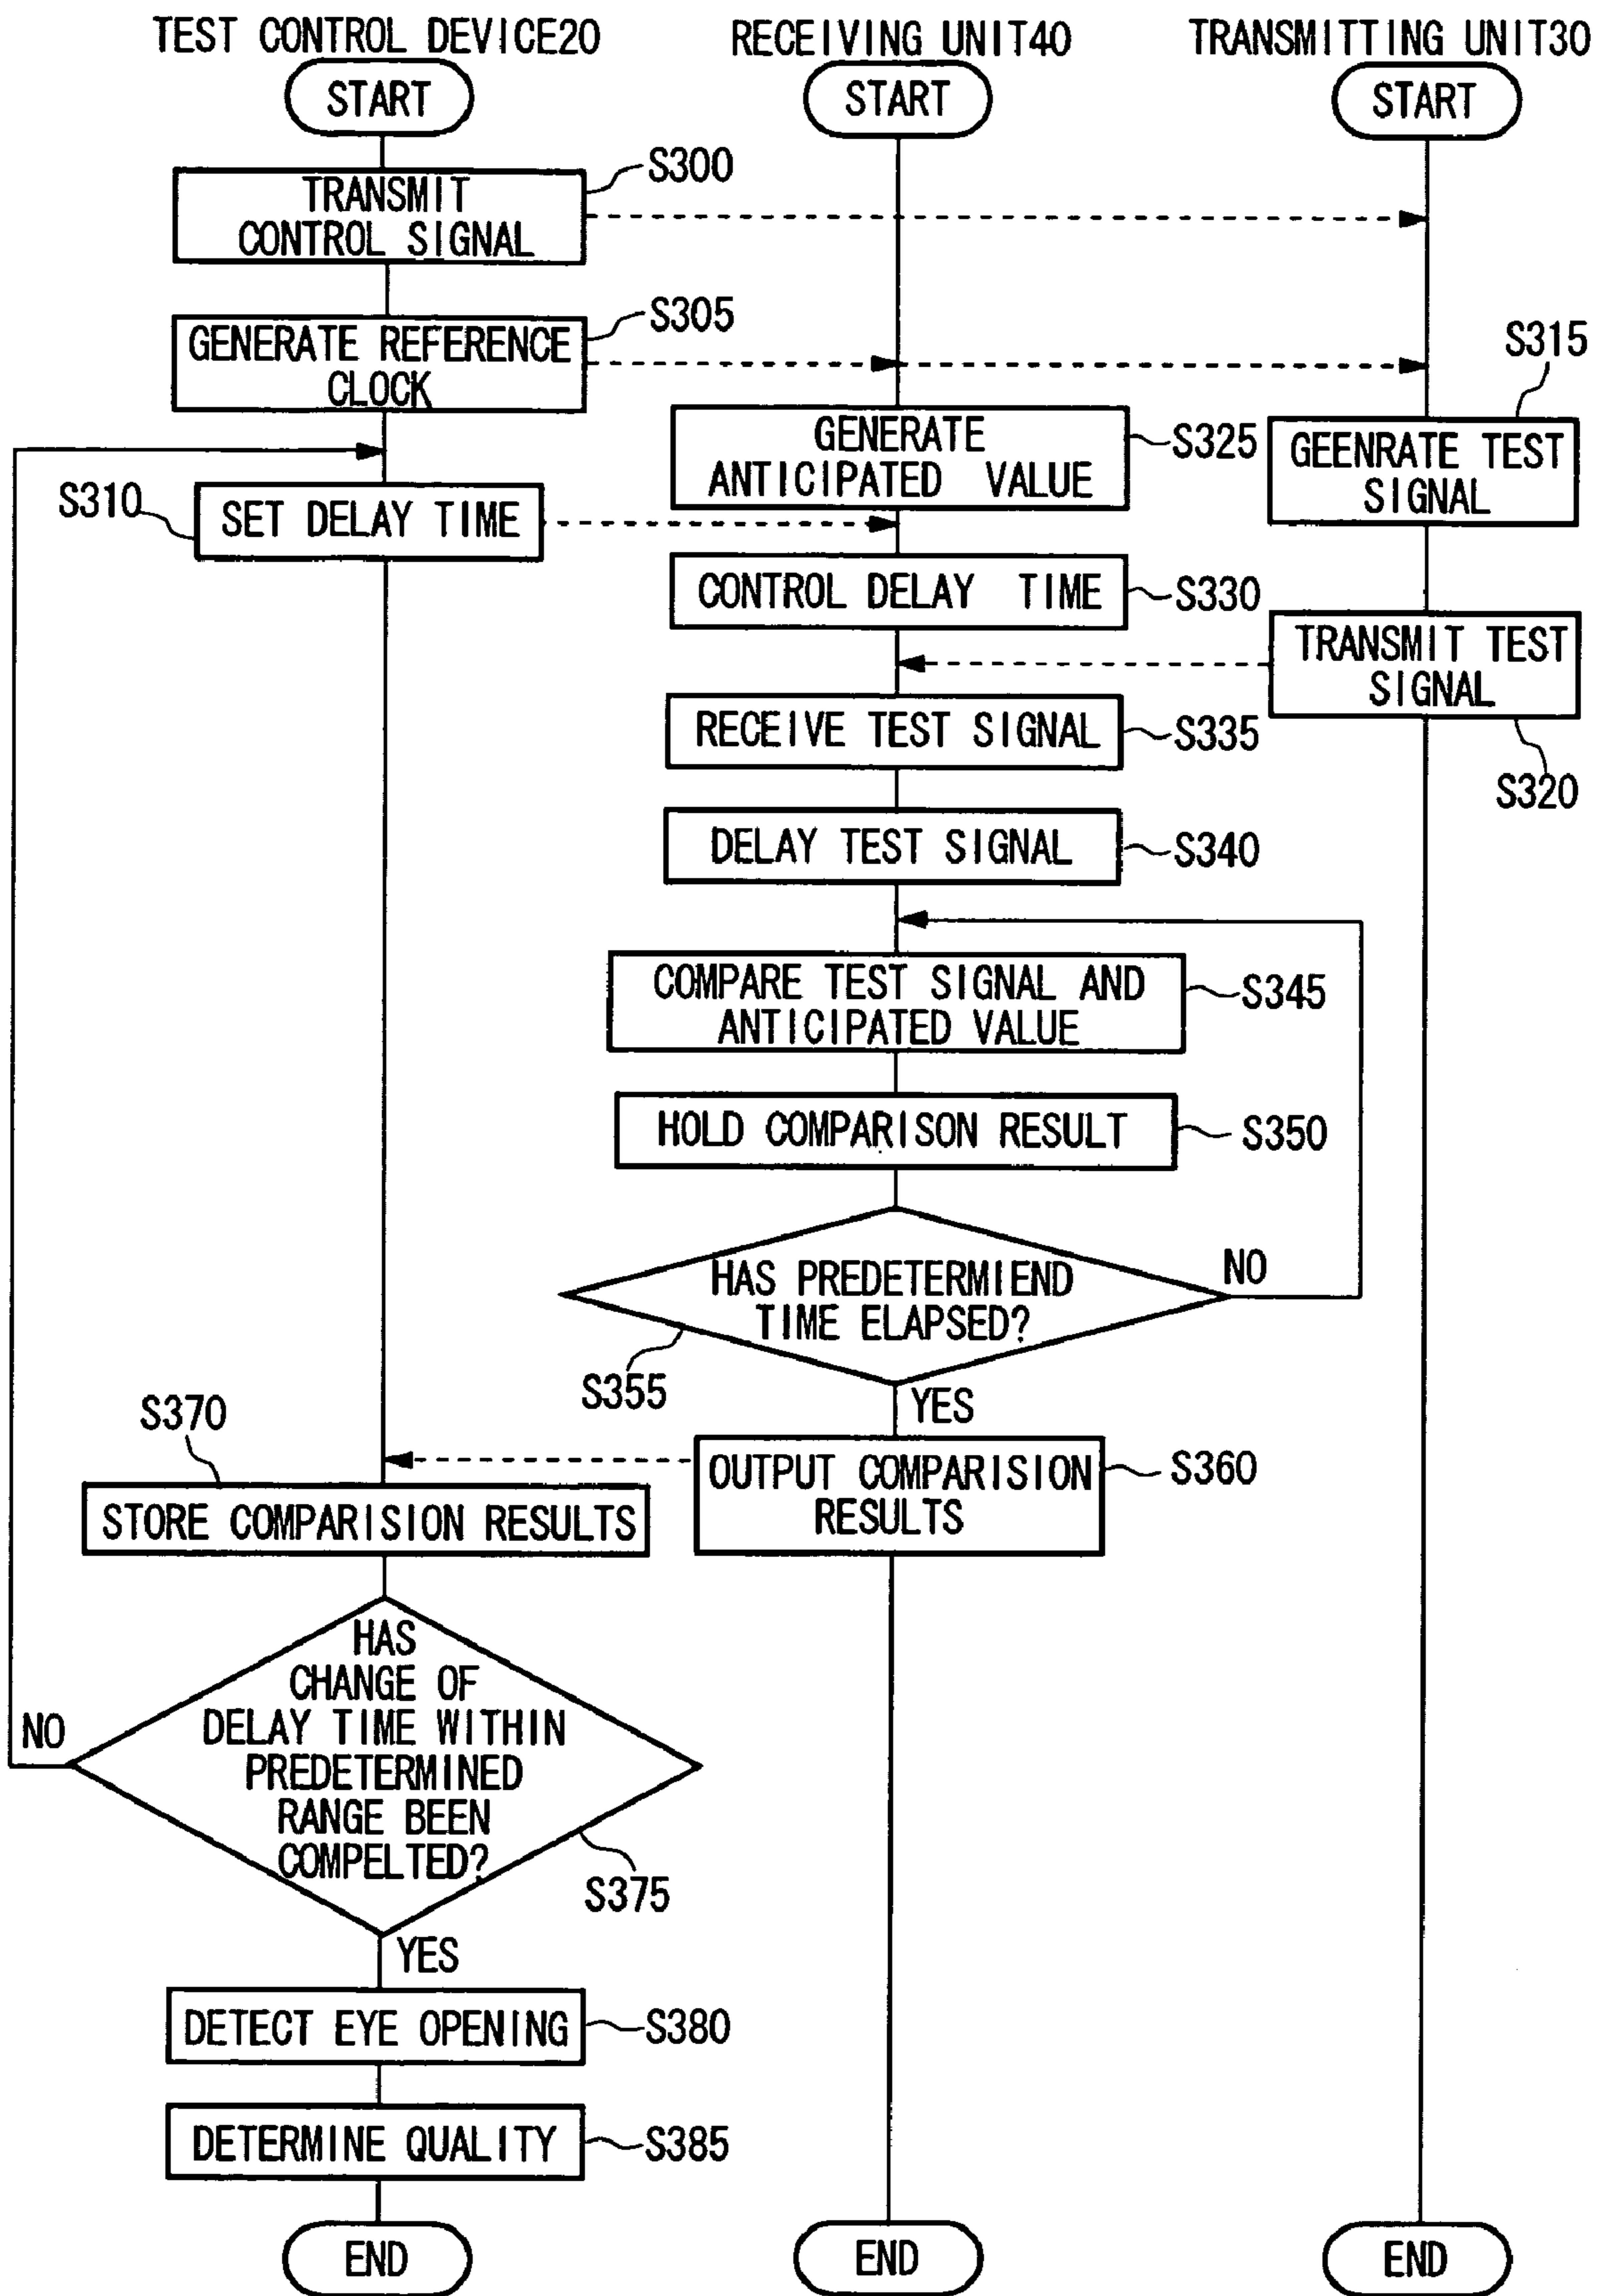 TEST CONTROL DEVICE20
RECEIVING UNIT40
TRANSMITTING UNIT30
START
START
START
S300
TRANSMIT
CONTROL SIGNAL
S305
GENERATE REFERENCE
CLOCK
S315
GENERATE
ANTICIPATED VALUE
S325
GEENRATE TEST
SIGNAL
S310
SET DELAY TIME
CONTROL DELAY TIME
S330
TRANSMIT TEST
SIGNAL
RECEIVE TEST SIGNAL
S335
S320
DELAY TEST SIGNAL
S340
COMPARE TEST SIGNAL AND
ANTICIPATED VALUE
S345
HOLD COMPARISON RESULT
S350
HAS PREDETERMIEND
TIME ELAPSED?
NO
S355
YES
S370
OUTPUT COMPARISION
RESULTS
S360
STORE COMPARISION RESULTS
HAS
CHANGE OF
DELAY TIME WITHIN
PREDETERMINED
RANGE BEEN
COMPELTED?
NO
S375
YES
DETECT EYE OPENING
S380
DETERMINE QUALITY
S385
END
END
END